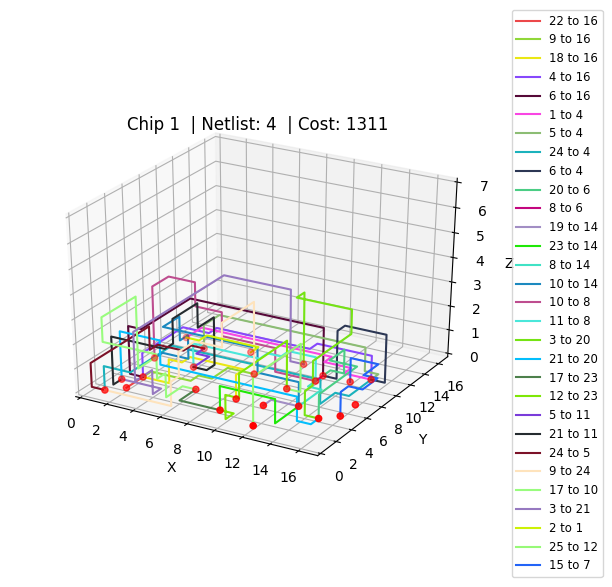 Chip 1 | Netlist: 4 | Cost: 1311
7
6
5
4
3
2
1
0
Z
0
2
4
6
8
10
12
14
16
X
0
2
4
6
8
10
12
14
16
Y
22 to 16
9 to 16
18 to 16
4 to 16
6 to 16
1 to 4
5 to 4
24 to 4
6 to 4
20 to 6
8 to 6
19 to 14
23 to 14
8 to 14
10 to 14
10 to 8
11 to 8
3 to 20
21 to 20
17 to 23
12 to 23
5 to 11
21 to 11
24 to 5
9 to 24
17 to 10
3 to 21
2 to 1
25 to 12
15 to 7